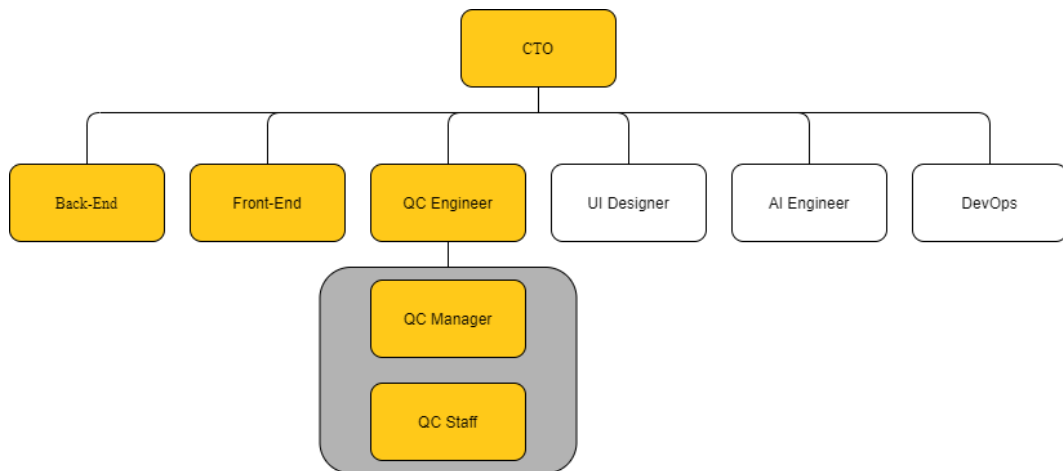 CTO
Back-End
Front-End
QC Engineer
UI Designer
AI Engineer
DevOps
QC Manager
QC Staff